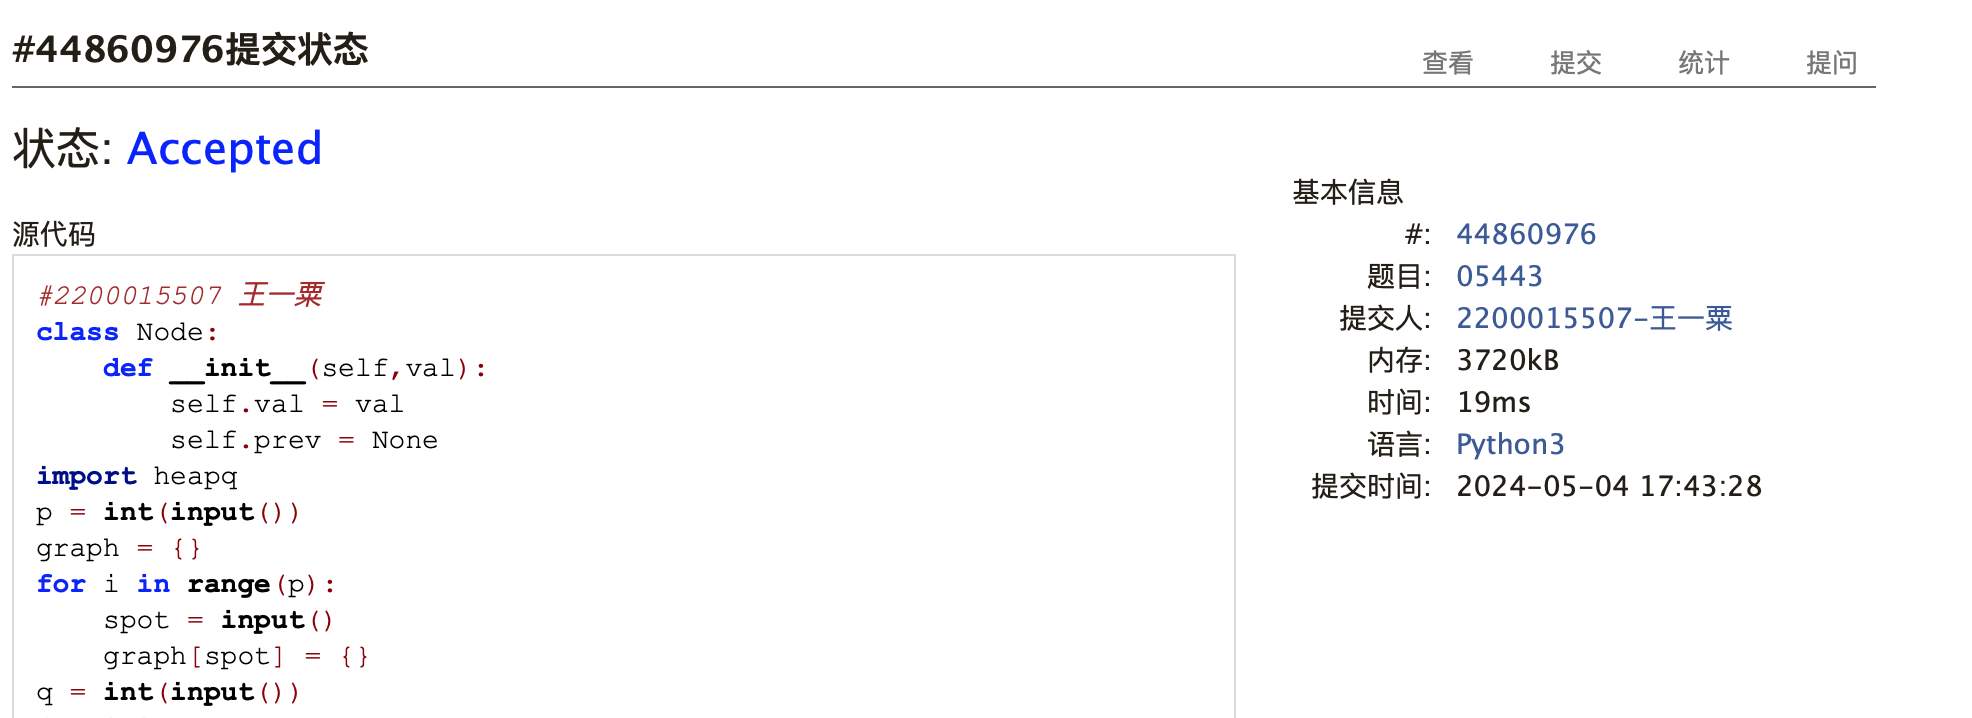 #44860976提交状态
查看 提交 统计 提问
状态: Accepted
源代码
#2200015507 王一粟
class Node:
    def __init__(self,val):
        self.val = val
        self.prev = None
import heapq
p = int(input())
graph = {}
for i in range(p):
    spot = input()
    graph[spot] = {}
q = int(input())
基本信息
#: 44860976
题目: 05443
提交人: 2200015507-王一粟
内存: 3720kB
时间: 19ms
语言: Python3
提交时间: 2024-05-04 17:43:28